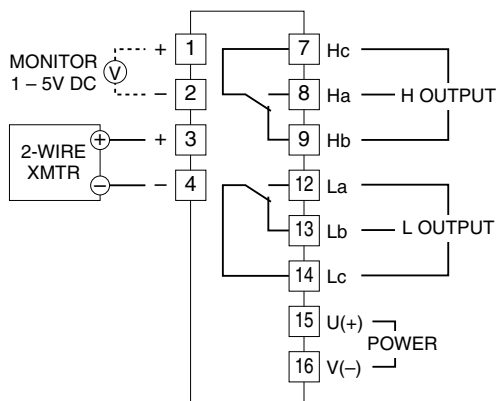 MONITOR
1 – 5V DC
V
+ 1
– 2
2-WIRE
XMTR
+ + 3
– – 4
7 Hc
8 Ha
9 Hb
H OUTPUT
12 La
13 Lb
14 Lc
L OUTPUT
15 U(+)
16 V(–)
POWER